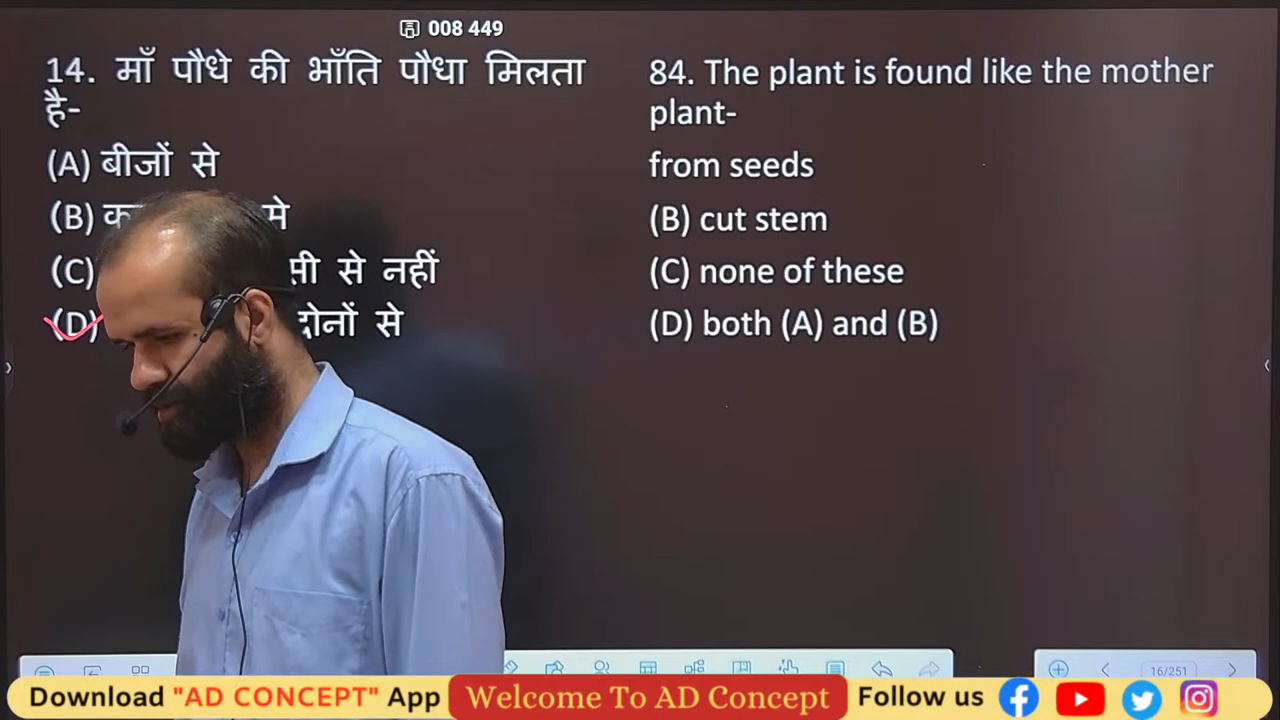 008 449
14. माँ पौधे की भाँति पौधा मिलता
है-
(A) बीजों से
(B)
(C) से नहीं
(D) दोनों से
84. The plant is found like the mother
plant-
from seeds
(B) cut stem
(C) none of these
(D) both (A) and (B)
16/251
Download "AD CONCEPT" App
Welcome To AD Concept
Follow us